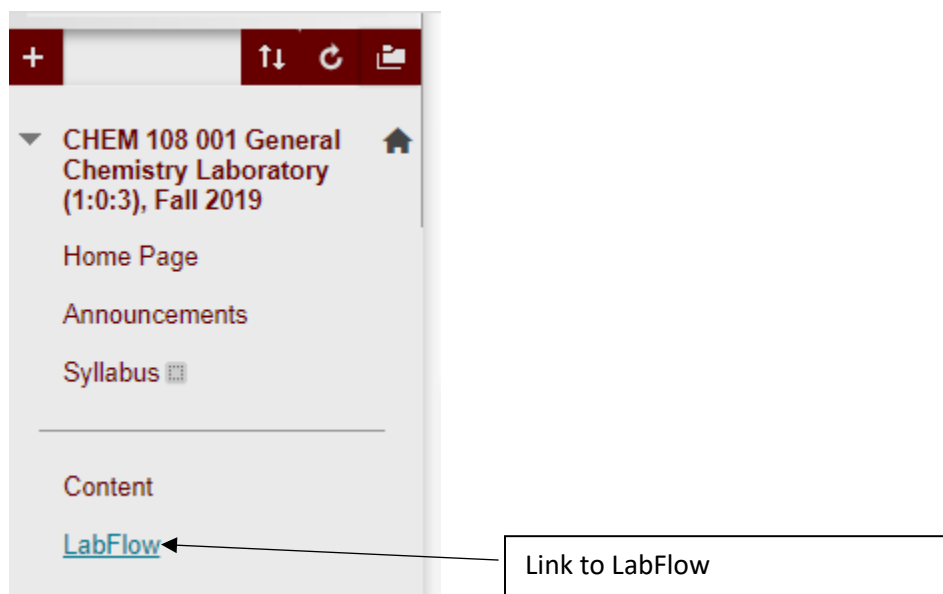 CHEM 108 001 General
Chemistry Laboratory
(1:0:3), Fall 2019
Home Page
Announcements
Syllabus
Content
LabFlow
Link to LabFlow